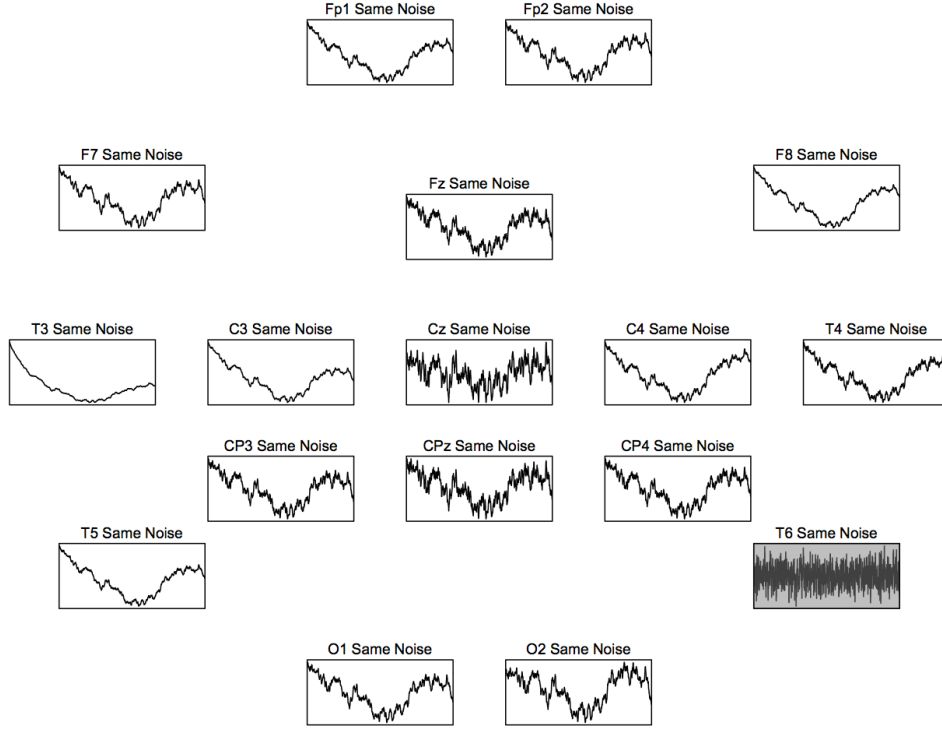 Fp1 Same Noise
Fp2 Same Noise
F7 Same Noise
Fz Same Noise
F8 Same Noise
T3 Same Noise
C3 Same Noise
Cz Same Noise
C4 Same Noise
T4 Same Noise
CP3 Same Noise
CPz Same Noise
CP4 Same Noise
T5 Same Noise
T6 Same Noise
O1 Same Noise
O2 Same Noise